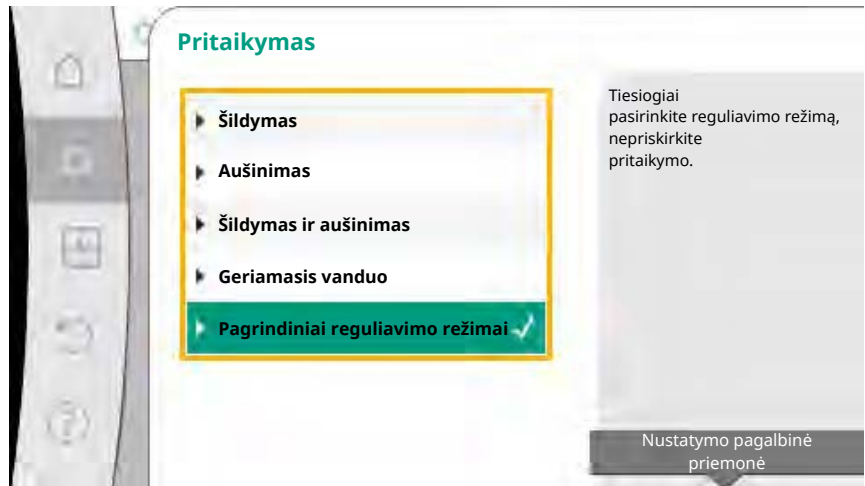 Pritaikymas
Šildymas
Aušinimas
Šildymas ir aušinimas
Geriamasis vanduo
Pagrindiniai reguliavimo režimai
Tiesiogiai
pasirinkite reguliavimo režimą,
nepriskirkite
pritaikymo.
Nustatymo pagalbinė
priemonė